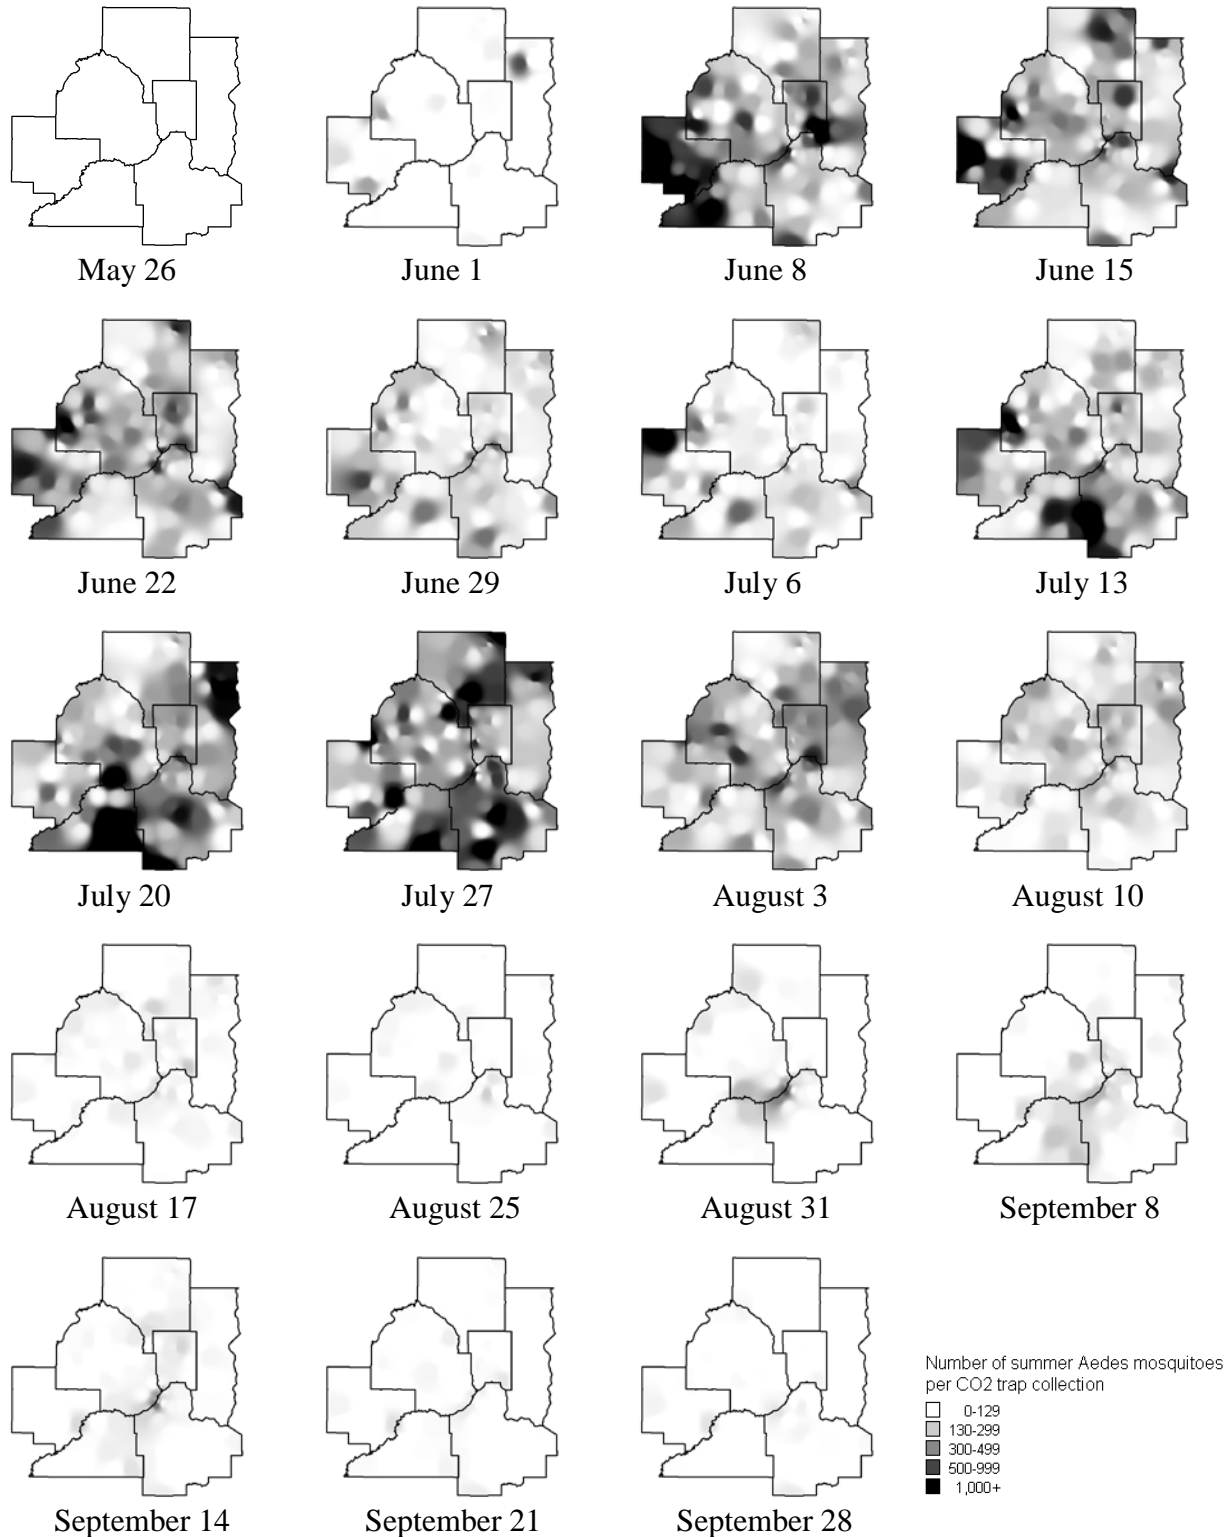 May 26
June 1
June 8
June 15
June 22
June 29
July 6
July 13
July 20
July 27
August 3
August 10
August 17
August 25
August 31
September 8
September 14
September 21
September 28
Number of summer Aedes mosquitoes
per CO2 trap collection
0-129
130-299
300-499
500-999
1,000+